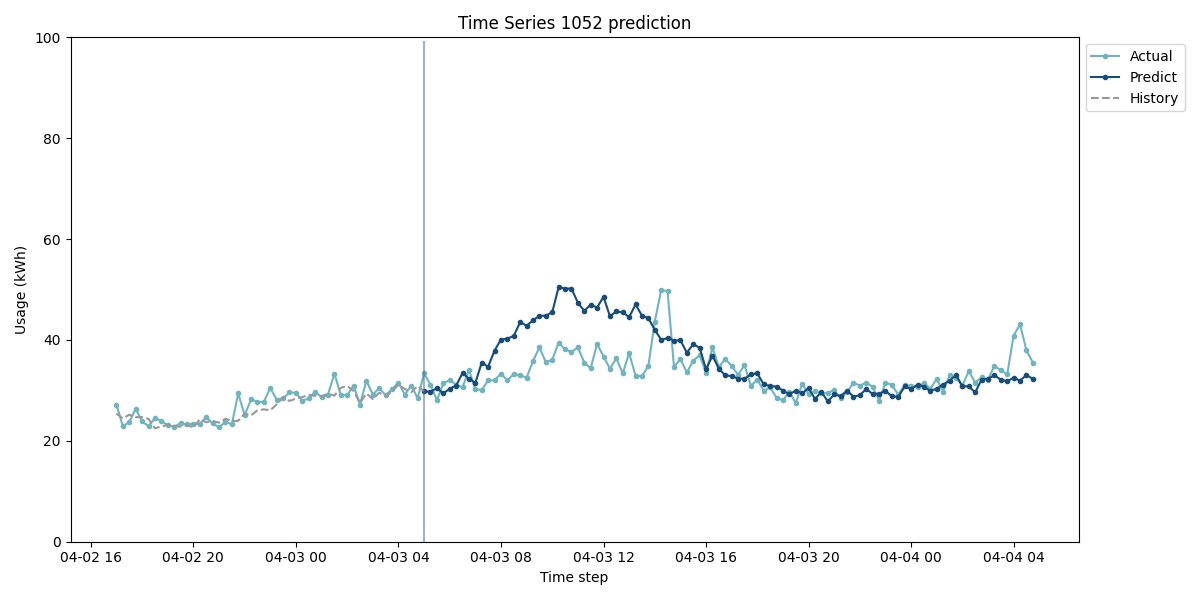 Time Series 1052 prediction
100
80
60
40
20
0
Usage (kWh)
04-02 16
04-02 20
04-03 00
04-03 04
04-03 08
04-03 12
04-03 16
04-03 20
04-04 00
04-04 04
Time step
Actual
Predict
History